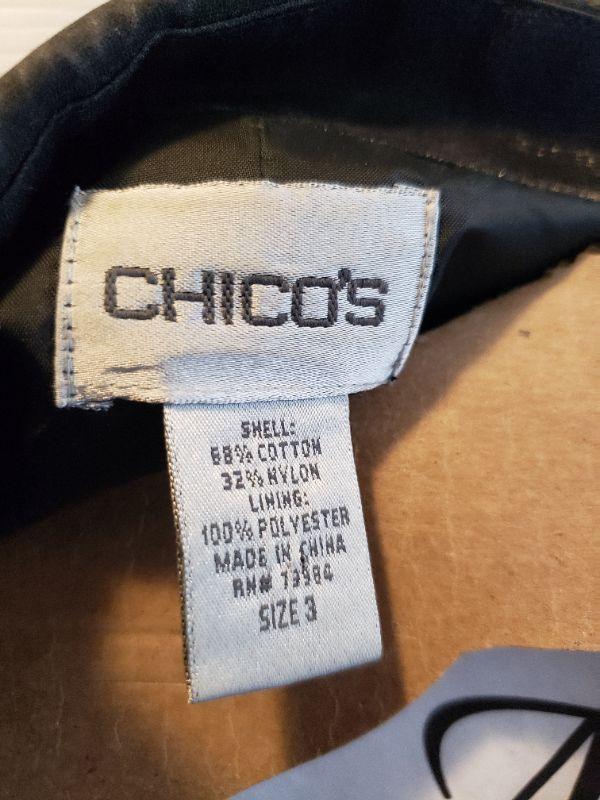 CHICO'S
SHELL:
68% COTTON
32% NYLON
LINING:
100% POLYESTER
MADE IN CHINA
RN# 79984
SIZE 3